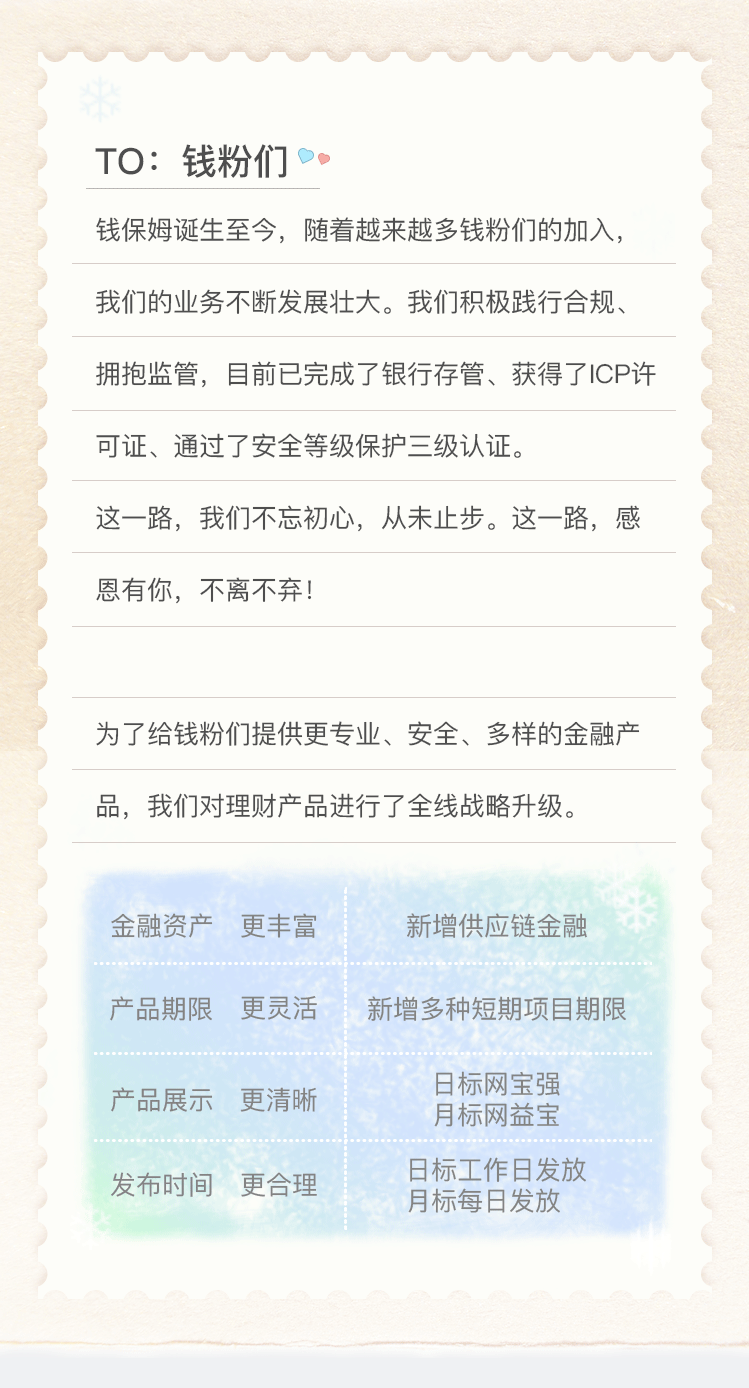 TO：钱粉们
钱保姆诞生至今，随着越来越多钱粉们的加入，
我们的业务不断发展壮大。我们积极践行合规、
拥抱监管，目前已完成了银行存管、获得了ICP许
可证、通过了安全等级保护三级认证。
这一路，我们不忘初心，从未止步。这一路，感
恩有你，不离不弃！
为了给钱粉们提供更专业、安全、多样的金融产
品，我们对理财产品进行了全线战略升级。
金融资产 更丰富 新增供应链金融
产品期限 更灵活 新增多种短期项目期限
产品展示 更清晰 日标网宝强
月标网益宝
发布时间 更合理 日标工作日发放
月标每日发放